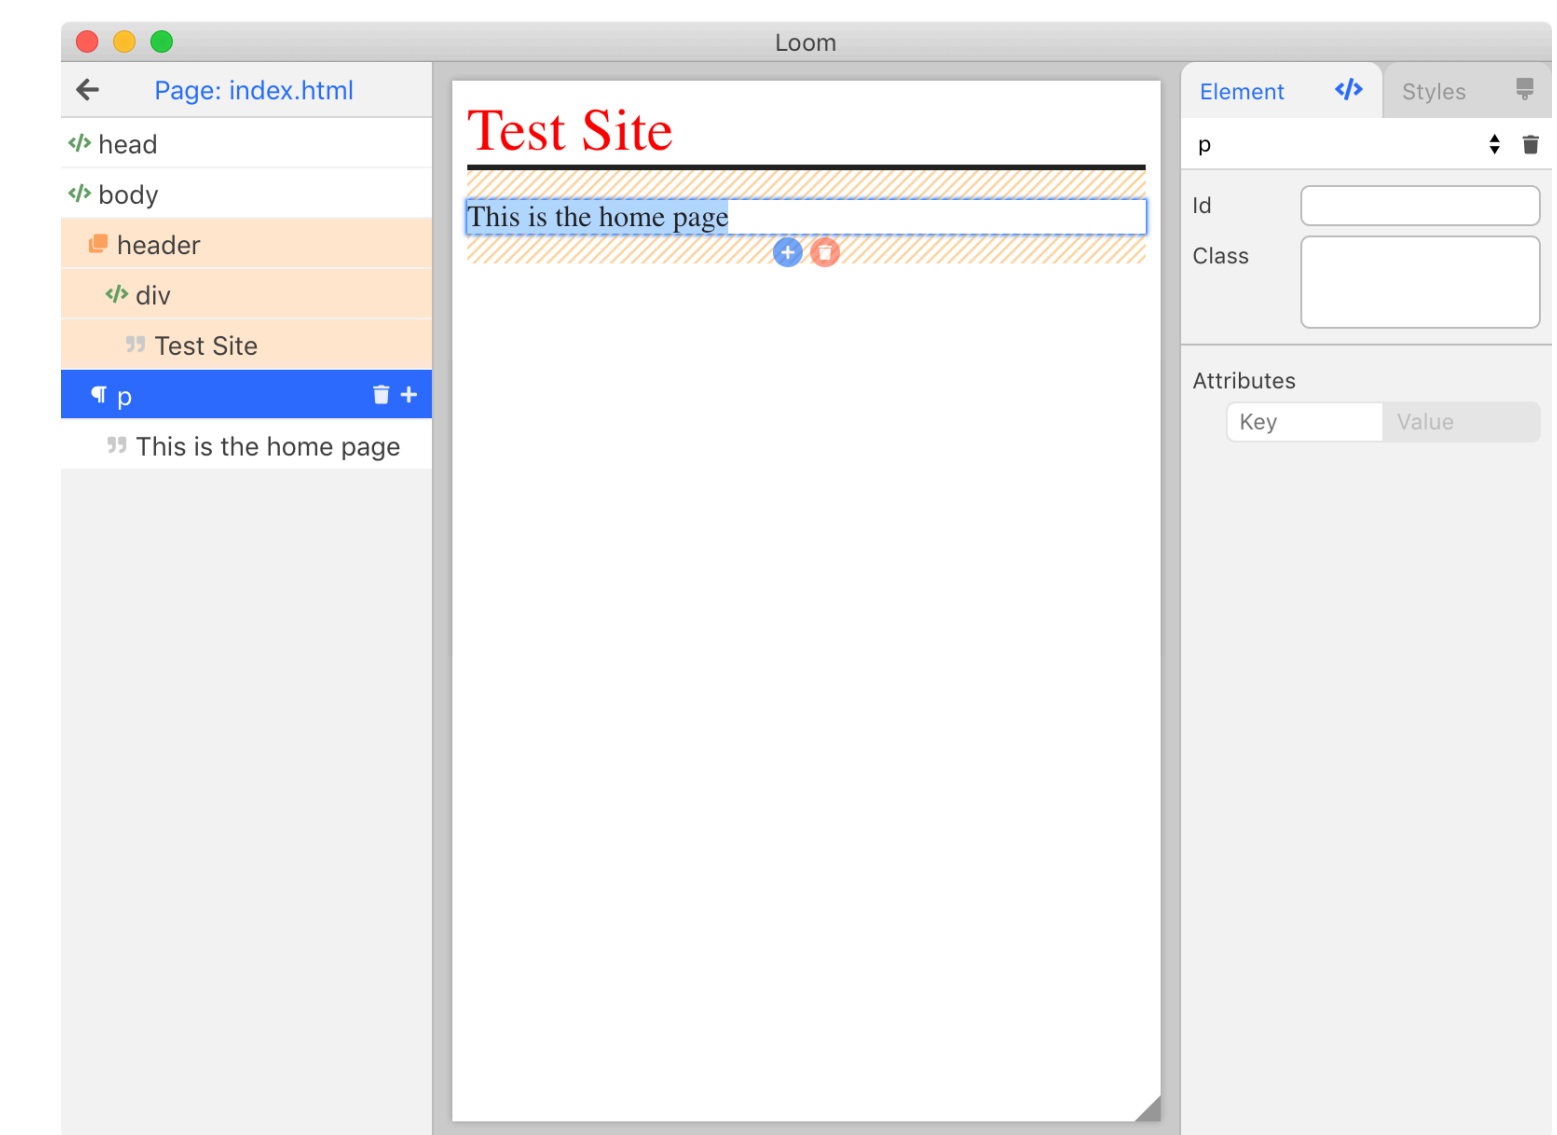 Loom
Page: index.html
head
body
header
div
Test Site
p
This is the home page
Test Site
This is the home page
Element
Styles
p
Id
Class
Attributes
Key Value